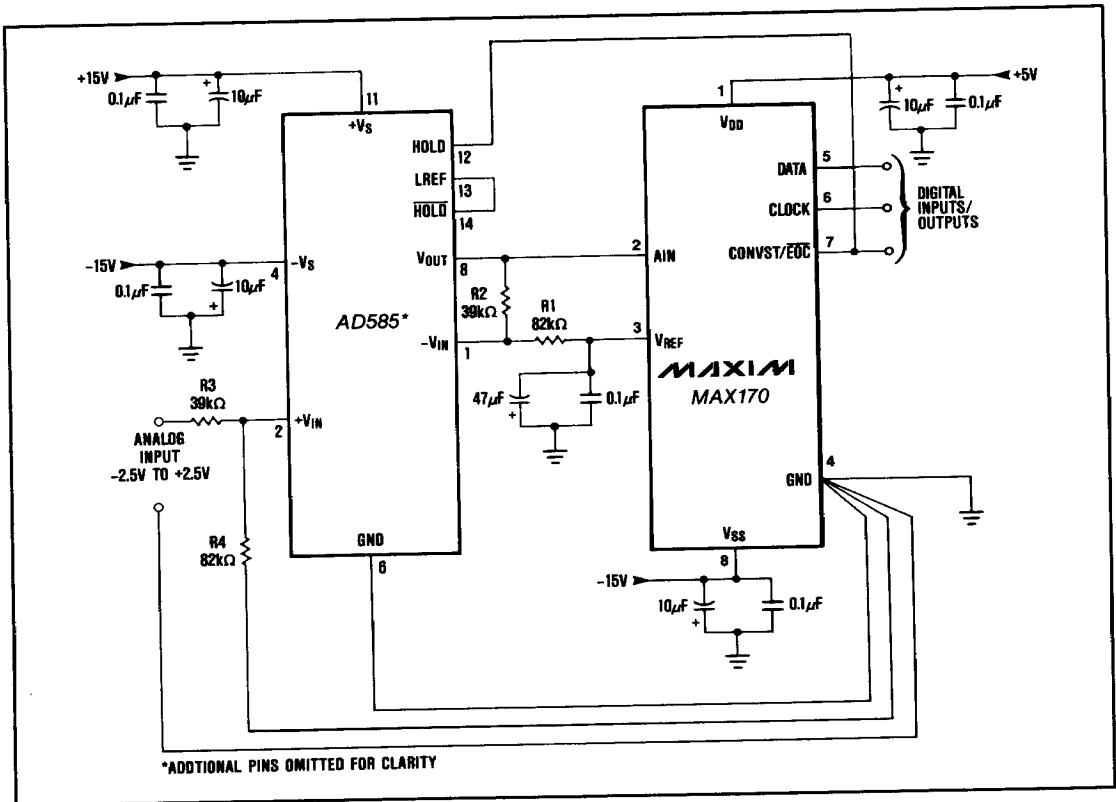 +15V
0.1µF
10µF
+
11
+VS
HOLD
12
LREF
13
HOLD
14
-15V
4
-VS
0.1µF
10µF
+
VOUT
8
AD585*
-VIN
1
R2
39kΩ
R1
82kΩ
47µF
+
0.1µF
R3
39kΩ
2
+VIN
ANALOG
INPUT
-2.5V TO +2.5V
R4
82kΩ
GND
6
1
VDD
+5V
+
10µF
0.1µF
DATA
5
CLOCK
6
CONVST/EOC
7
DIGITAL
INPUTS/
OUTPUTS
2
AIN
3
VREF
MAXIM
MAX170
GND
4
VSS
8
-15V
10µF
+
0.1µF
*ADDTIONAL PINS OMITTED FOR CLARITY